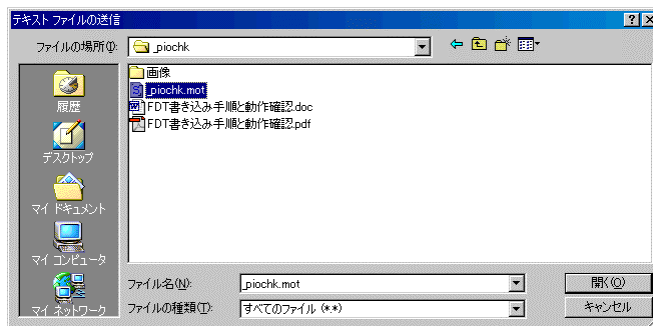 テキスト ファイルの送信
ファイルの場所(I):
_piochk
履歴
デスクトップ
マイ ドキュメント
マイ コンピュータ
マイ ネットワーク
画像
_piochk.mot
FDT書き込み手順と動作確認.doc
FDT書き込み手順と動作確認.pdf
ファイル名(N):
_piochk.mot
開く(O)
ファイルの種類(T):
すべてのファイル (*.*)
キャンセル